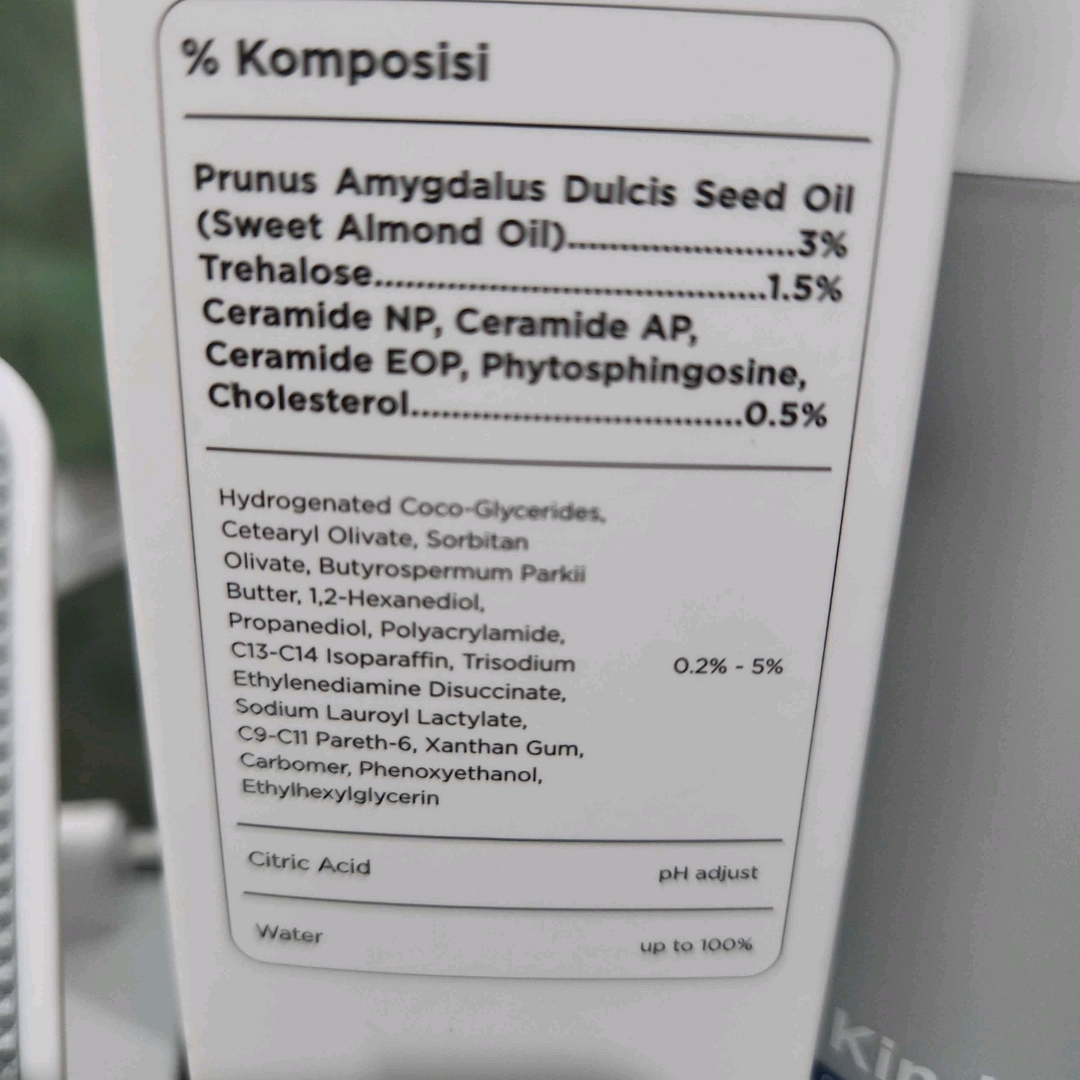 % Komposisi
Prunus Amygdalus Dulcis Seed Oil
(Sweet Almond Oil)........................3%
Trehalose.......................................1.5%
Ceramide NP, Ceramide AP,
Ceramide EOP, Phytosphingosine,
Cholesterol.................................0.5%
Hydrogenated Coco-Glycerides,
Cetearyl Olivate, Sorbitan
Olivate, Butyrospermum Parkii
Butter, 1,2-Hexanediol,
Propanediol, Polyacrylamide,
C13-C14 Isoparaffin, Trisodium 0.2% - 5%
Ethylenediamine Disuccinate,
Sodium Lauroyl Lactylate,
C9-C11 Pareth-6, Xanthan Gum,
Carbomer, Phenoxyethanol,
Ethylhexylglycerin
Citric Acid pH adjust
Water up to 100%